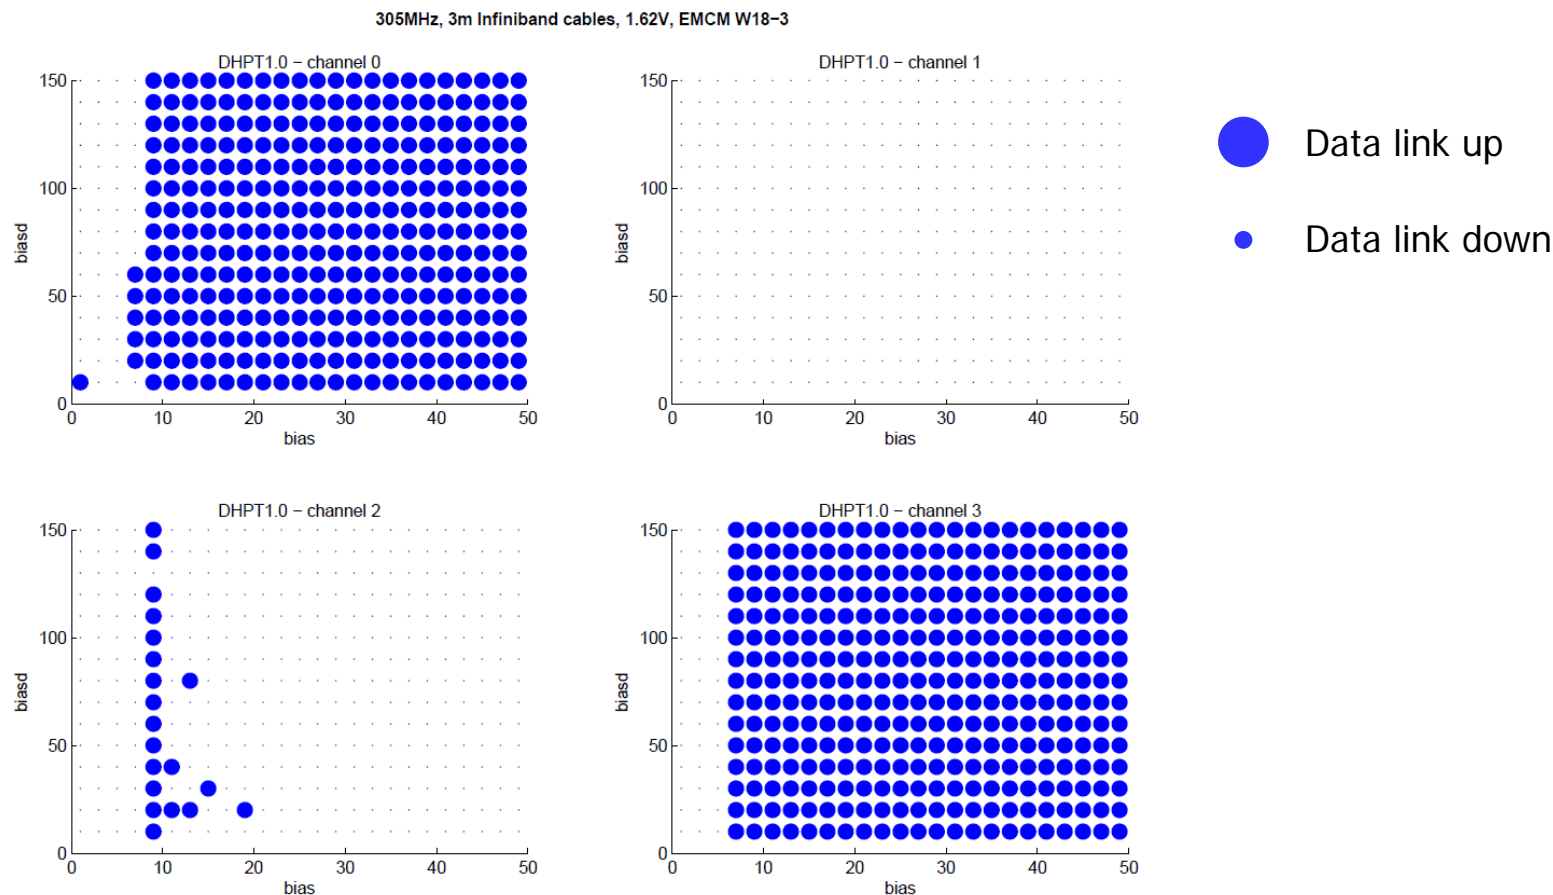 305MHz, 3m Infiniband cables, 1.62V, EMCM W18−3
DHPT1.0 − channel 0
150
100
50
0
biasd
0 10 20 30 40 50
bias
DHPT1.0 − channel 1
150
100
50
0
biasd
0 10 20 30 40 50
bias
Data link up
Data link down
DHPT1.0 − channel 2
150
100
50
0
biasd
0 10 20 30 40 50
bias
DHPT1.0 − channel 3
150
100
50
0
biasd
0 10 20 30 40 50
bias